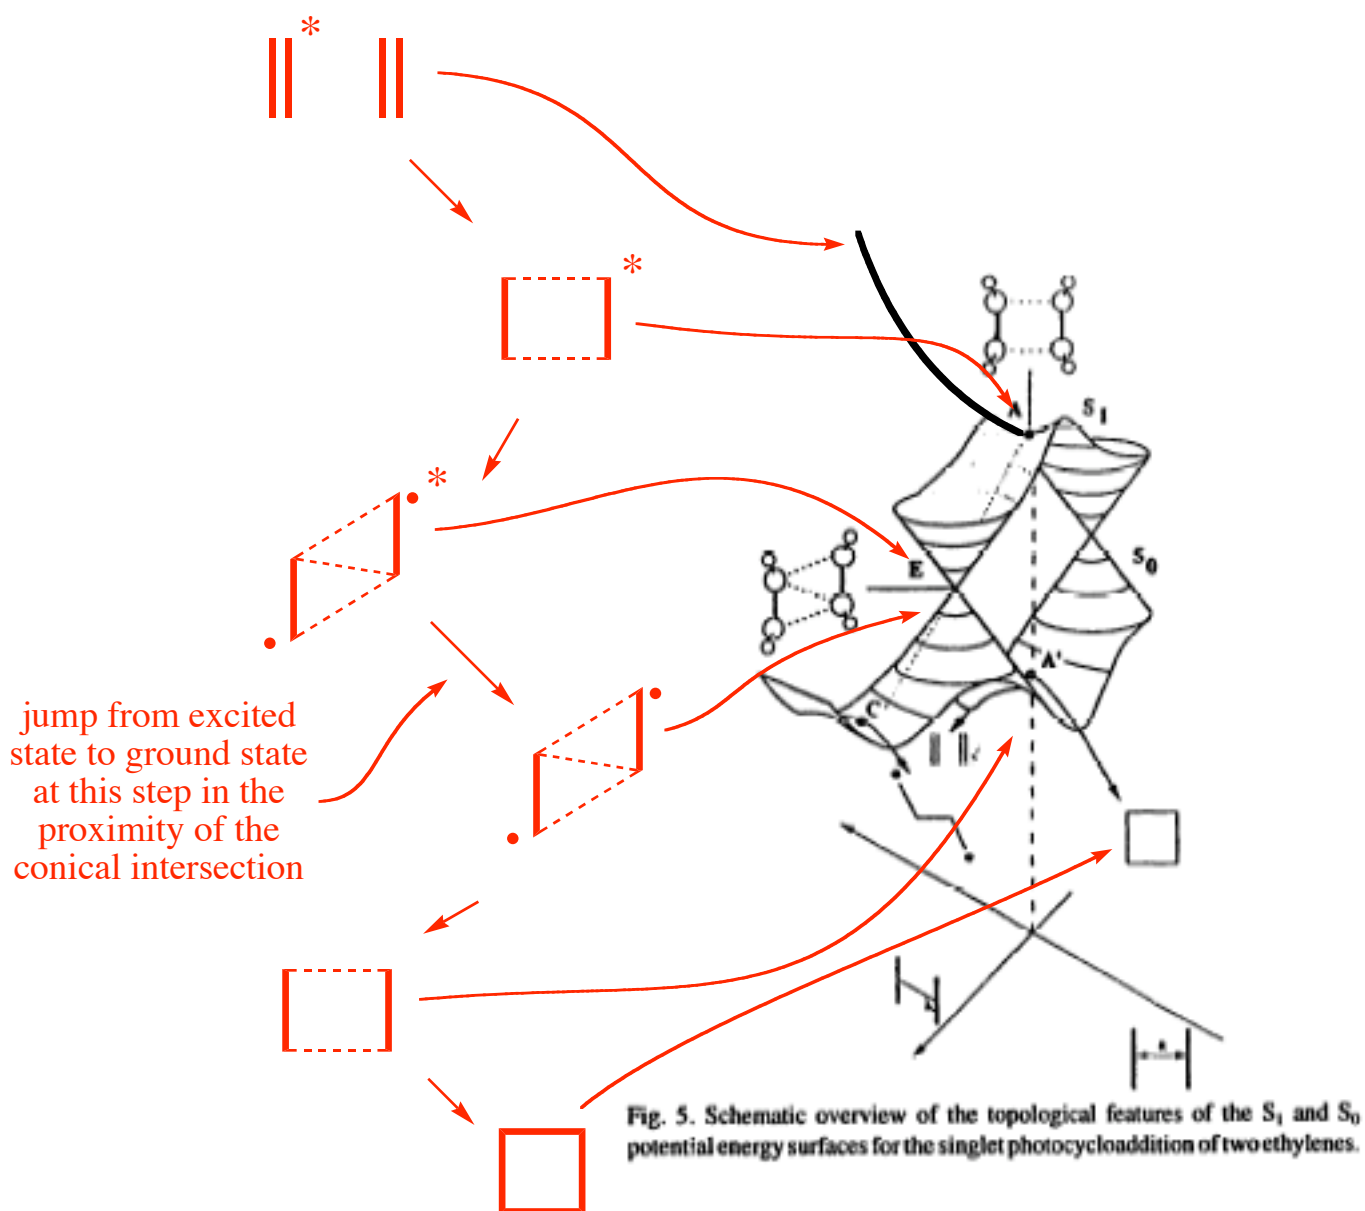 *
*
A
S1
*
E
S0
A'
C'
jump from excited
state to ground state
at this step in the
proximity of the
conical intersection
Fig. 5. Schematic overview of the topological features of the S1 and S0
potential energy surfaces for the singlet photocycloaddition of two ethylenes.